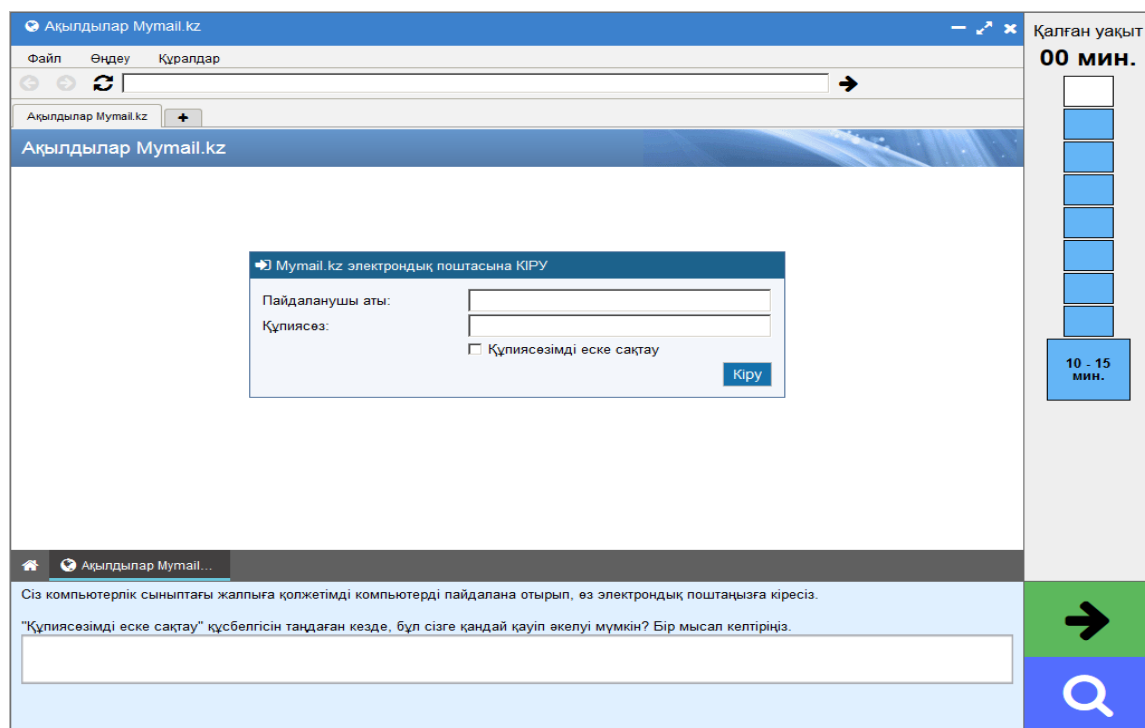 Ақылдылар Mymail.kz
Файл Өңдеу Құралдар
Ақылдылар Mymail.kz
Ақылдылар Mymail.kz
Mymail.kz электрондық поштасына КІРУ
Пайдаланушы аты:
Құпиясөз:
Құпиясөзімді еске сақтау
Кіру
Ақылдылар Mymail...
Сіз компьютерлік сыныптағы жалпыға қолжетімді компьютерді пайдалана отырып, өз электрондық поштаңызға кіресіз.
"Құпиясөзімді еске сақтау" құсбелгісін таңдаған кезде, бұл сізге қандай қауіп әкелуі мүмкін? Бір мысал келтіріңіз.
Қалған уақыт
00 мин.
10 - 15
мин.